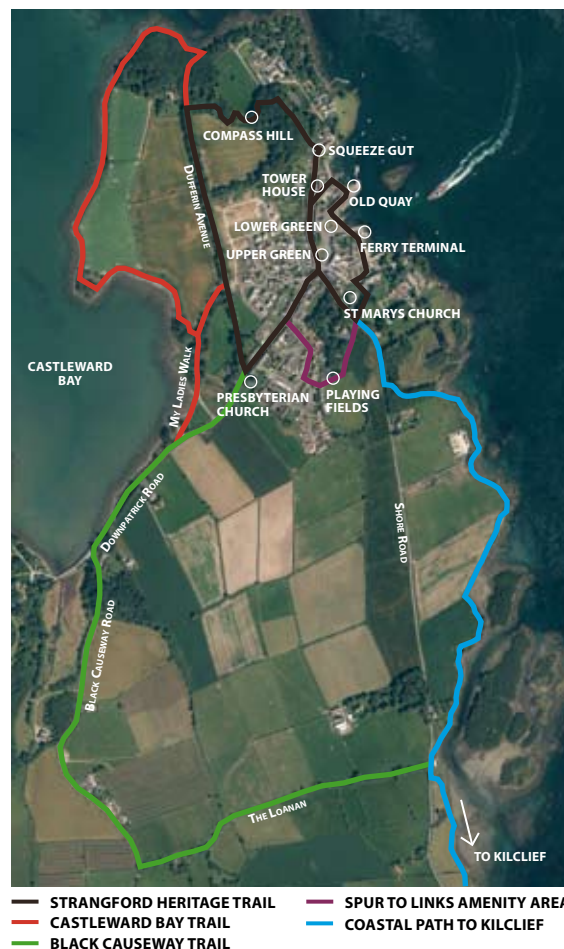 COMPASS HILL
SQUEEZE GUT
TOWER
HOUSE
OLD QUAY
DUFFERIN AVENUE
LOWER GREEN
FERRY TERMINAL
UPPER GREEN
ST MARYS CHURCH
CASTLEWARD
BAY
MY LADIES WALK
PRESBYTERIAN
CHURCH
PLAYING
FIELDS
DOWNPATRICK ROAD
SHORE ROAD
BLACK CAUSEWAY ROAD
THE LOANAN
TO KILCLIEF
STRANGFORD HERITAGE TRAIL
CASTLEWARD BAY TRAIL
BLACK CAUSEWAY TRAIL
SPUR TO LINKS AMENITY AREA
COASTAL PATH TO KILCLIEF